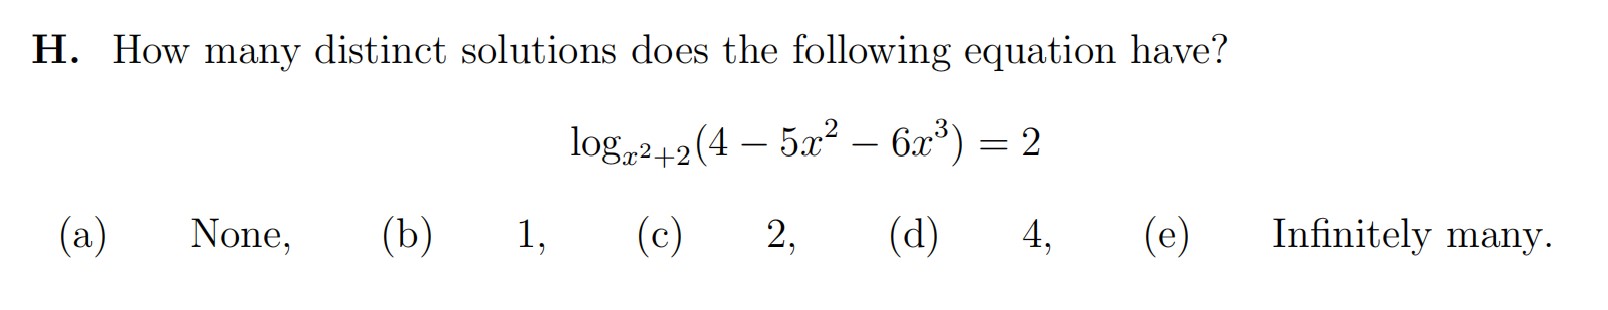 H. How many distinct solutions does the following equation have?
log_{x^2+2}(4 − 5x^2 − 6x^3) = 2
(a) None, (b) 1, (c) 2, (d) 4, (e) Infinitely many.